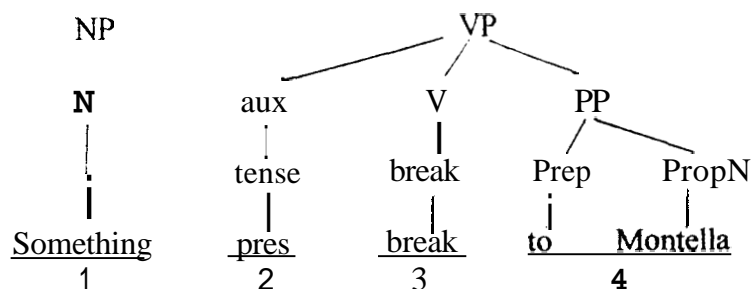 NP VP
N aux V PP
tense break Prep PropN
Something pres break to Montella
1 2 3 4